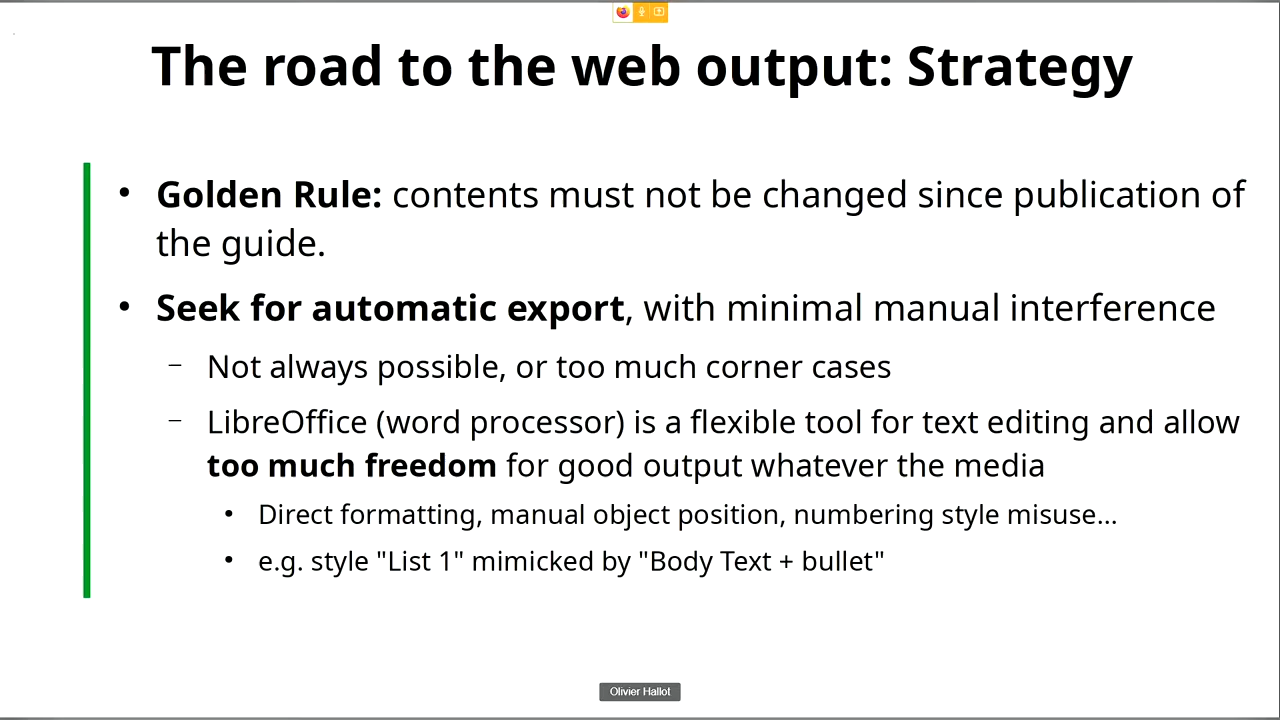 The road to the web output: Strategy
• Golden Rule: contents must not be changed since publication of
the guide.
• Seek for automatic export, with minimal manual interference
– Not always possible, or too much corner cases
– LibreOffice (word processor) is a flexible tool for text editing and allow
too much freedom for good output whatever the media
• Direct formatting, manual object position, numbering style misuse...
• e.g. style "List 1" mimicked by "Body Text + bullet"
Olivier Hallot